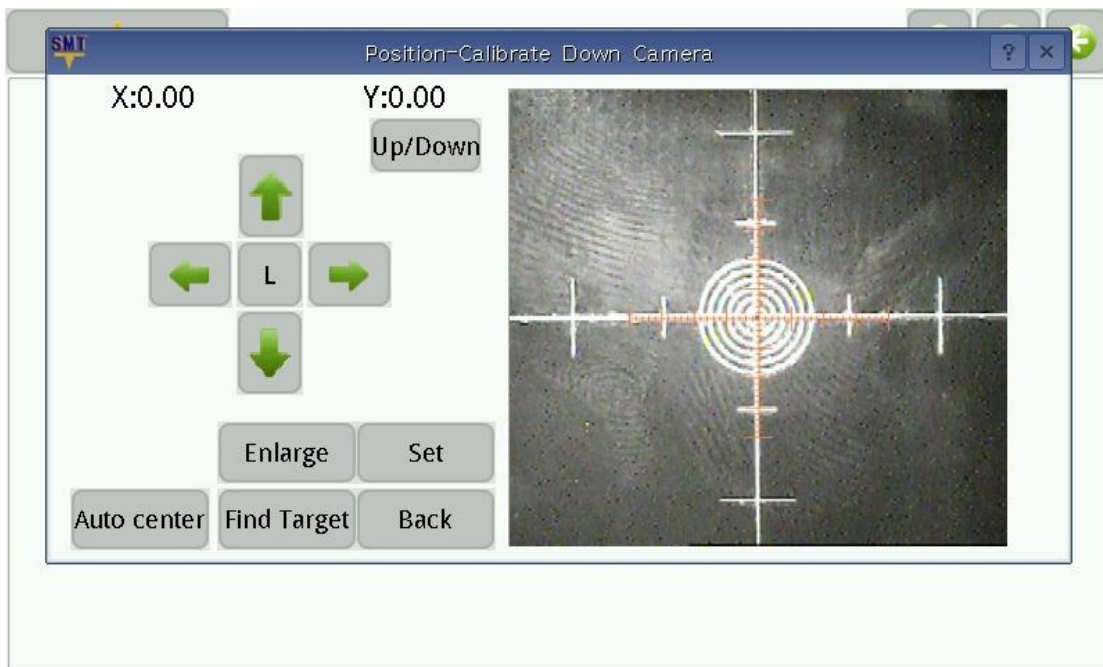 SMT
Position-Calibrate Down Camera
?
X:0.00
Y:0.00
Up/Down
L
Enlarge
Set
Auto center
Find Target
Back